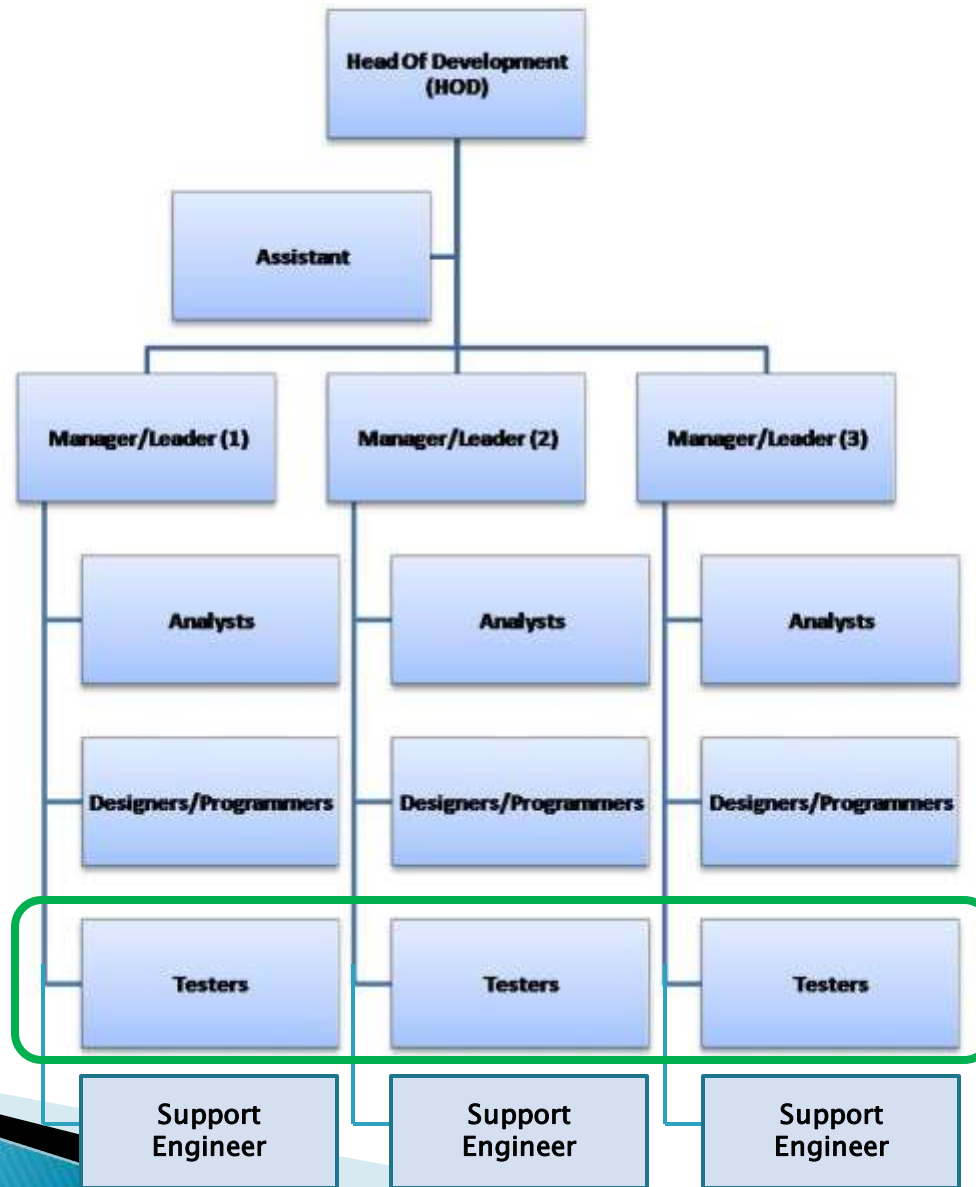 Head Of Development
(HOD)
Assistant
Manager/Leader (1)
Manager/Leader (2)
Manager/Leader (3)
Analysts
Analysts
Analysts
Designers/Programmers
Designers/Programmers
Designers/Programmers
Testers
Testers
Testers
Support
Engineer
Support
Engineer
Support
Engineer